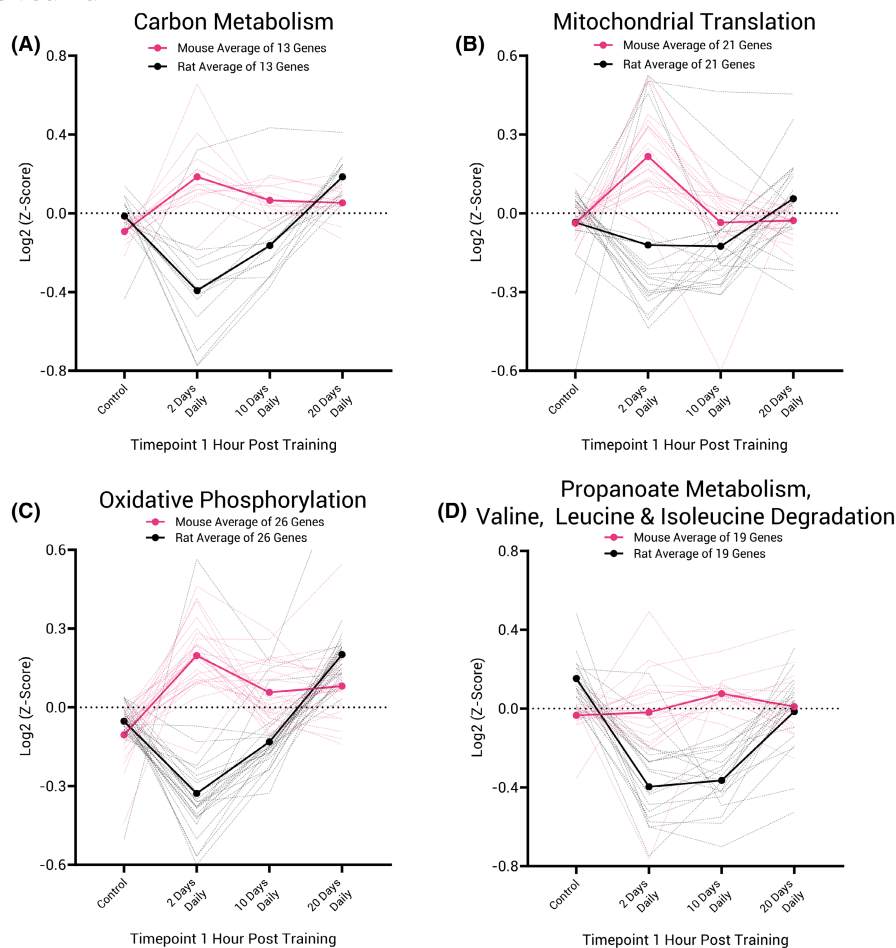 (A)
Carbon Metabolism
Mouse Average of 13 Genes
Rat Average of 13 Genes
Log2 (Z-Score)
0.8
0.4
0.0
-0.4
-0.8
Control
2 Days
Daily
10 Days
Daily
20 Days
Daily
Timepoint 1 Hour Post Training
(B)
Mitochondrial Translation
Mouse Average of 21 Genes
Rat Average of 21 Genes
Log2 (Z-Score)
0.6
0.3
0.0
-0.3
-0.6
Control
2 Days
Daily
10 Days
Daily
20 Days
Daily
Timepoint 1 Hour Post Training
(C)
Oxidative Phosphorylation
Mouse Average of 26 Genes
Rat Average of 26 Genes
Log2 (Z-Score)
0.6
0.3
0.0
-0.3
-0.6
Control
2 Days
Daily
10 Days
Daily
20 Days
Daily
Timepoint 1 Hour Post Training
(D)
Propanoate Metabolism,
Valine, Leucine & Isoleucine Degradation
Mouse Average of 19 Genes
Rat Average of 19 Genes
Log2 (Z-Score)
0.8
0.4
0.0
-0.4
-0.8
Control
2 Days
Daily
10 Days
Daily
20 Days
Daily
Timepoint 1 Hour Post Training